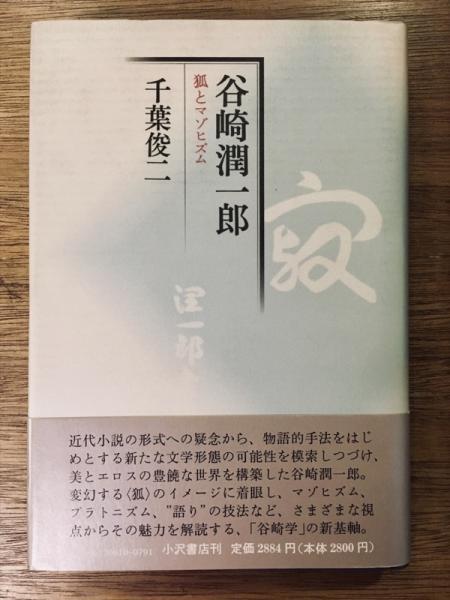 谷崎潤一郎
狐とマゾヒズム
千葉俊二
寂
潤一郎
近代小説の形式への疑念から、物語的手法をはじ
めとする新たな文学形態の可能性を模索しつづけ、
美とエロスの豊饒な世界を構築した谷崎潤一郎。
変幻する〈狐〉のイメージに着眼し、マゾヒズム、
プラトニズム、"語り"の技法など、さまざまな視
点からその魅力を解読する、「谷崎学」の新基軸。
小沢書店刊 定価2884円(本体2800円)